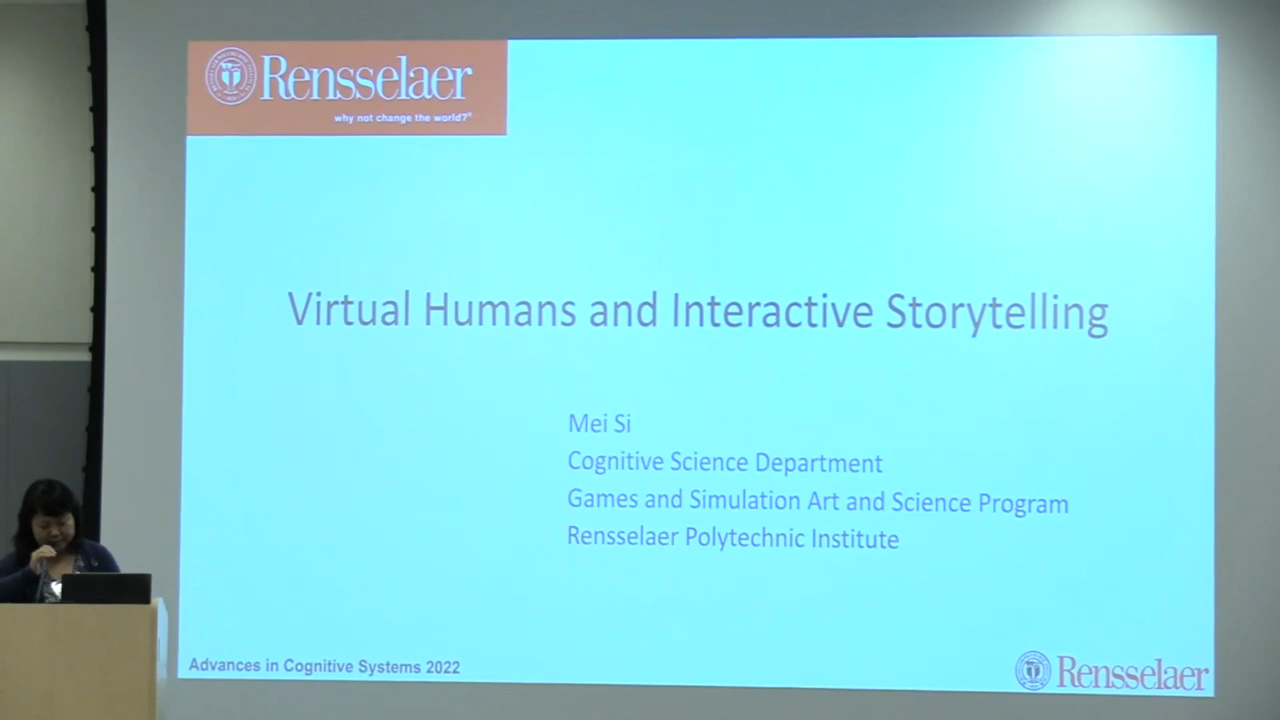 Rensselaer
why not change the world?®
Virtual Humans and Interactive Storytelling
Mei Si
Cognitive Science Department
Games and Simulation Art and Science Program
Rensselaer Polytechnic Institute
Advances in Cognitive Systems 2022
Rensselaer